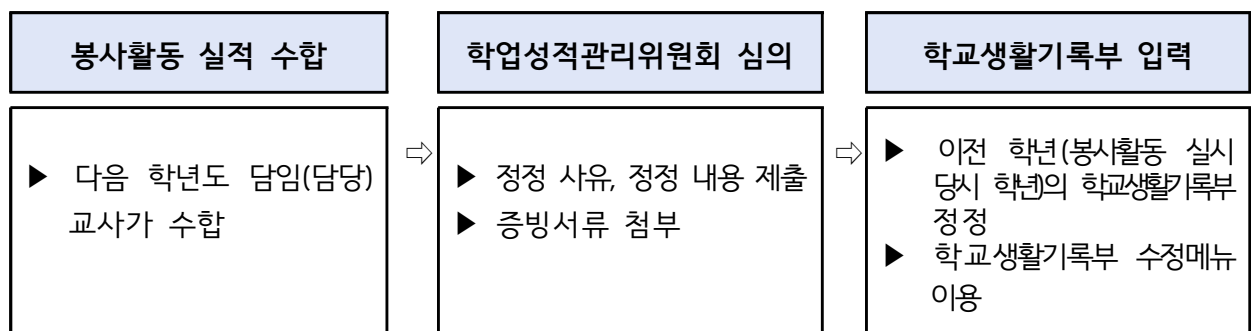 봉사활동 실적 수합
▶ 다음 학년도 담임(담당)
교사가 수합
⇨
학업성적관리위원회 심의
▶ 정정 사유, 정정 내용 제출
▶ 증빙서류 첨부
⇨
학교생활기록부 입력
▶ 이전 학년(봉사활동 실시
당시 학년)의 학교생활기록부
정정
▶ 학교생활기록부 수정메뉴
이용